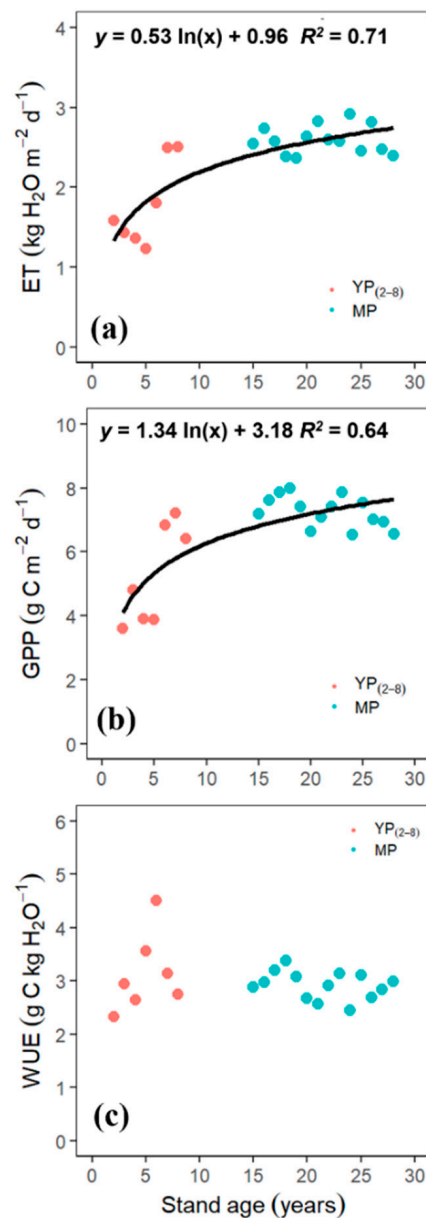 y = 0.53 ln(x) + 0.96 R² = 0.71
4
3
2
1
0
ET (kg H₂O m⁻² d⁻¹)
YP₍₂₋₈₎
MP
(a)
0 5 10 15 20 25 30
y = 1.34 ln(x) + 3.18 R² = 0.64
10
8
6
4
2
0
GPP (g C m⁻² d⁻¹)
YP₍₂₋₈₎
MP
(b)
0 5 10 15 20 25 30
6
5
4
3
2
1
0
WUE (g C kg H₂O⁻¹)
YP₍₂₋₈₎
MP
(c)
0 5 10 15 20 25 30
Stand age (years)